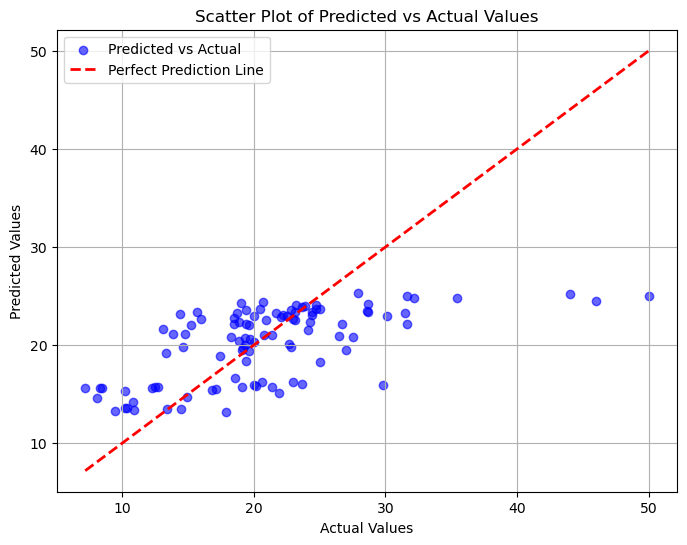 Scatter Plot of Predicted vs Actual Values
Predicted vs Actual
Perfect Prediction Line
50
40
30
20
10
Predicted Values
10 20 30 40 50
Actual Values